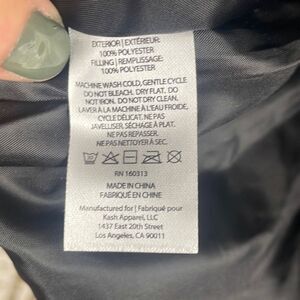 EXTERIOR | EXTÉRIEUR:
100% POLYESTER
FILLING | REMPLISSAGE:
100% POLYESTER
MACHINE WASH COLD, GENTLE CYCLE
DO NOT BLEACH. DRY FLAT. DO
NOT IRON. DO NOT DRY CLEAN.
LAVER À LA MACHINE À L'EAU FROIDE,
CYCLE DÉLICAT. NE PAS
JAVELLISER. SÉCHAGE À PLAT.
NE PAS REPASSER.
NE PAS NETTOYER À SEC.
RN 160313
MADE IN CHINA
FABRIQUÉ EN CHINE
Manufactured for | Fabriqué pour
Kash Apparel, LLC
1437 East 20th Street
Los Angeles, CA 90011